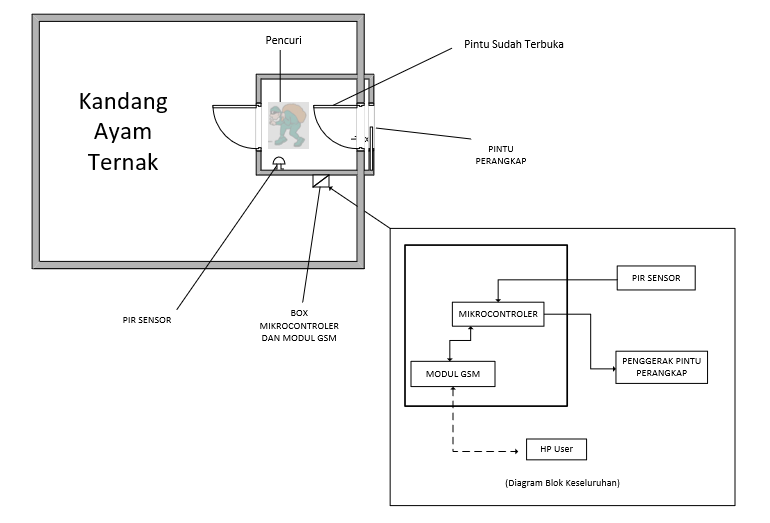 Pencuri
Pintu Sudah Terbuka
Kandang
Ayam
Ternak
PINTU
PERANGKAP
PIR SENSOR
BOX
MIKROCONTROLER
DAN MODUL GSM
PIR SENSOR
MIKROCONTROLER
PENGGERAK PINTU
PERANGKAP
MODUL GSM
HP User
(Diagram Blok Keseluruhan)